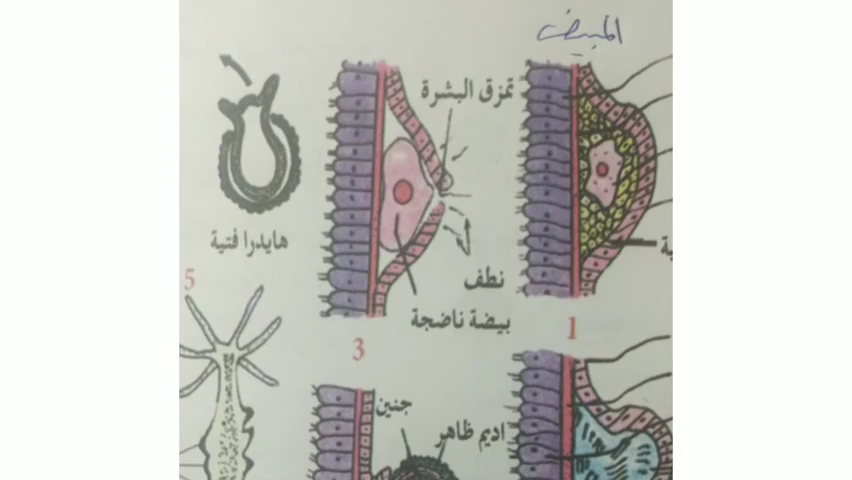 المبيض
تمزق البشرة
هايدرا فتية
نطف
بيضة ناضجة
5
3
1
جنين
اديم ظاهر